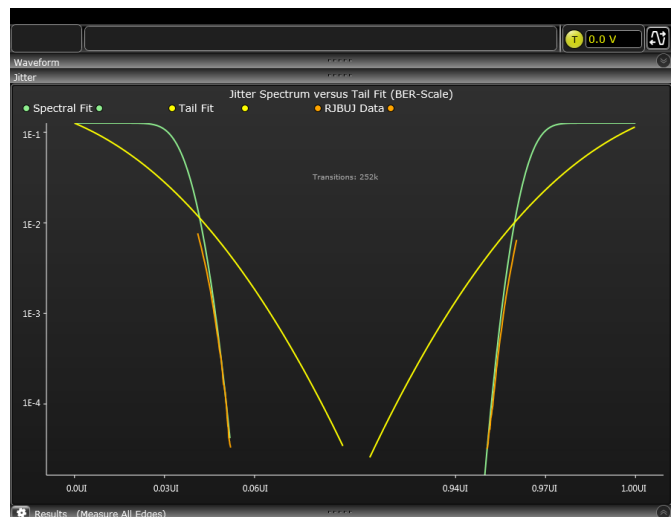 T 0.0 V
Waveform
Jitter
Jitter Spectrum versus Tail Fit (BER-Scale)
Spectral Fit Tail Fit RJBUJ Data
1E-1
Transitions: 252k
1E-2
1E-3
1E-4
0.0UI 0.03UI 0.06UI 0.94UI 0.97UI 1.00UI
Results (Measure All Edges)